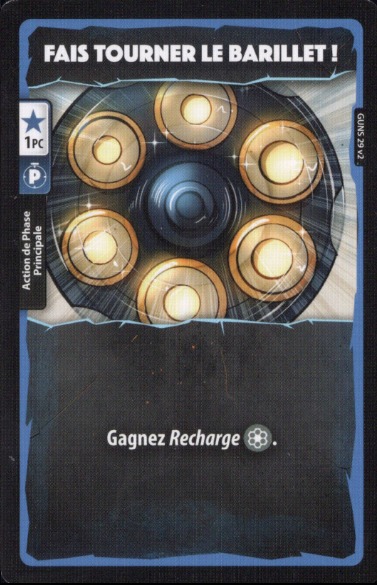 FAIS TOURNER LE BARILLET !
1PC
P
Action de Phase
Principale
GUNS 29 v2.
Gagnez Recharge .